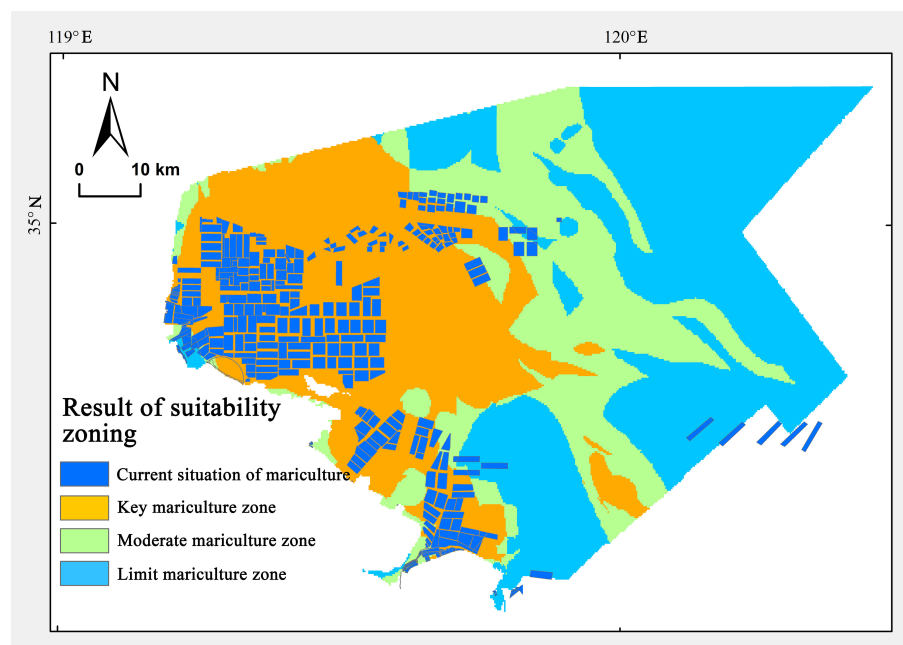 119° E
120° E
N
0 10 km
35° N
Result of suitability
zoning
Current situation of mariculture
Key mariculture zone
Moderate mariculture zone
Limit mariculture zone